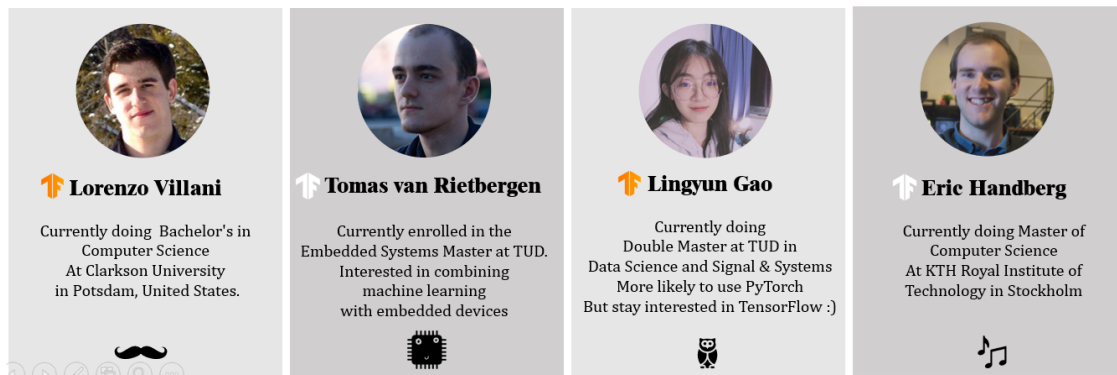 Lorenzo Villani
Currently doing Bachelor's in
Computer Science
At Clarkson University
in Potsdam, United States.
Tomas van Rietbergen
Currently enrolled in the
Embedded Systems Master at TUD.
Interested in combining
machine learning
with embedded devices
Lingyun Gao
Currently doing
Double Master at TUD in
Data Science and Signal & Systems
More likely to use PyTorch
But stay interested in TensorFlow :)
Eric Handberg
Currently doing Master of
Computer Science
At KTH Royal Institute of
Technology in Stockholm